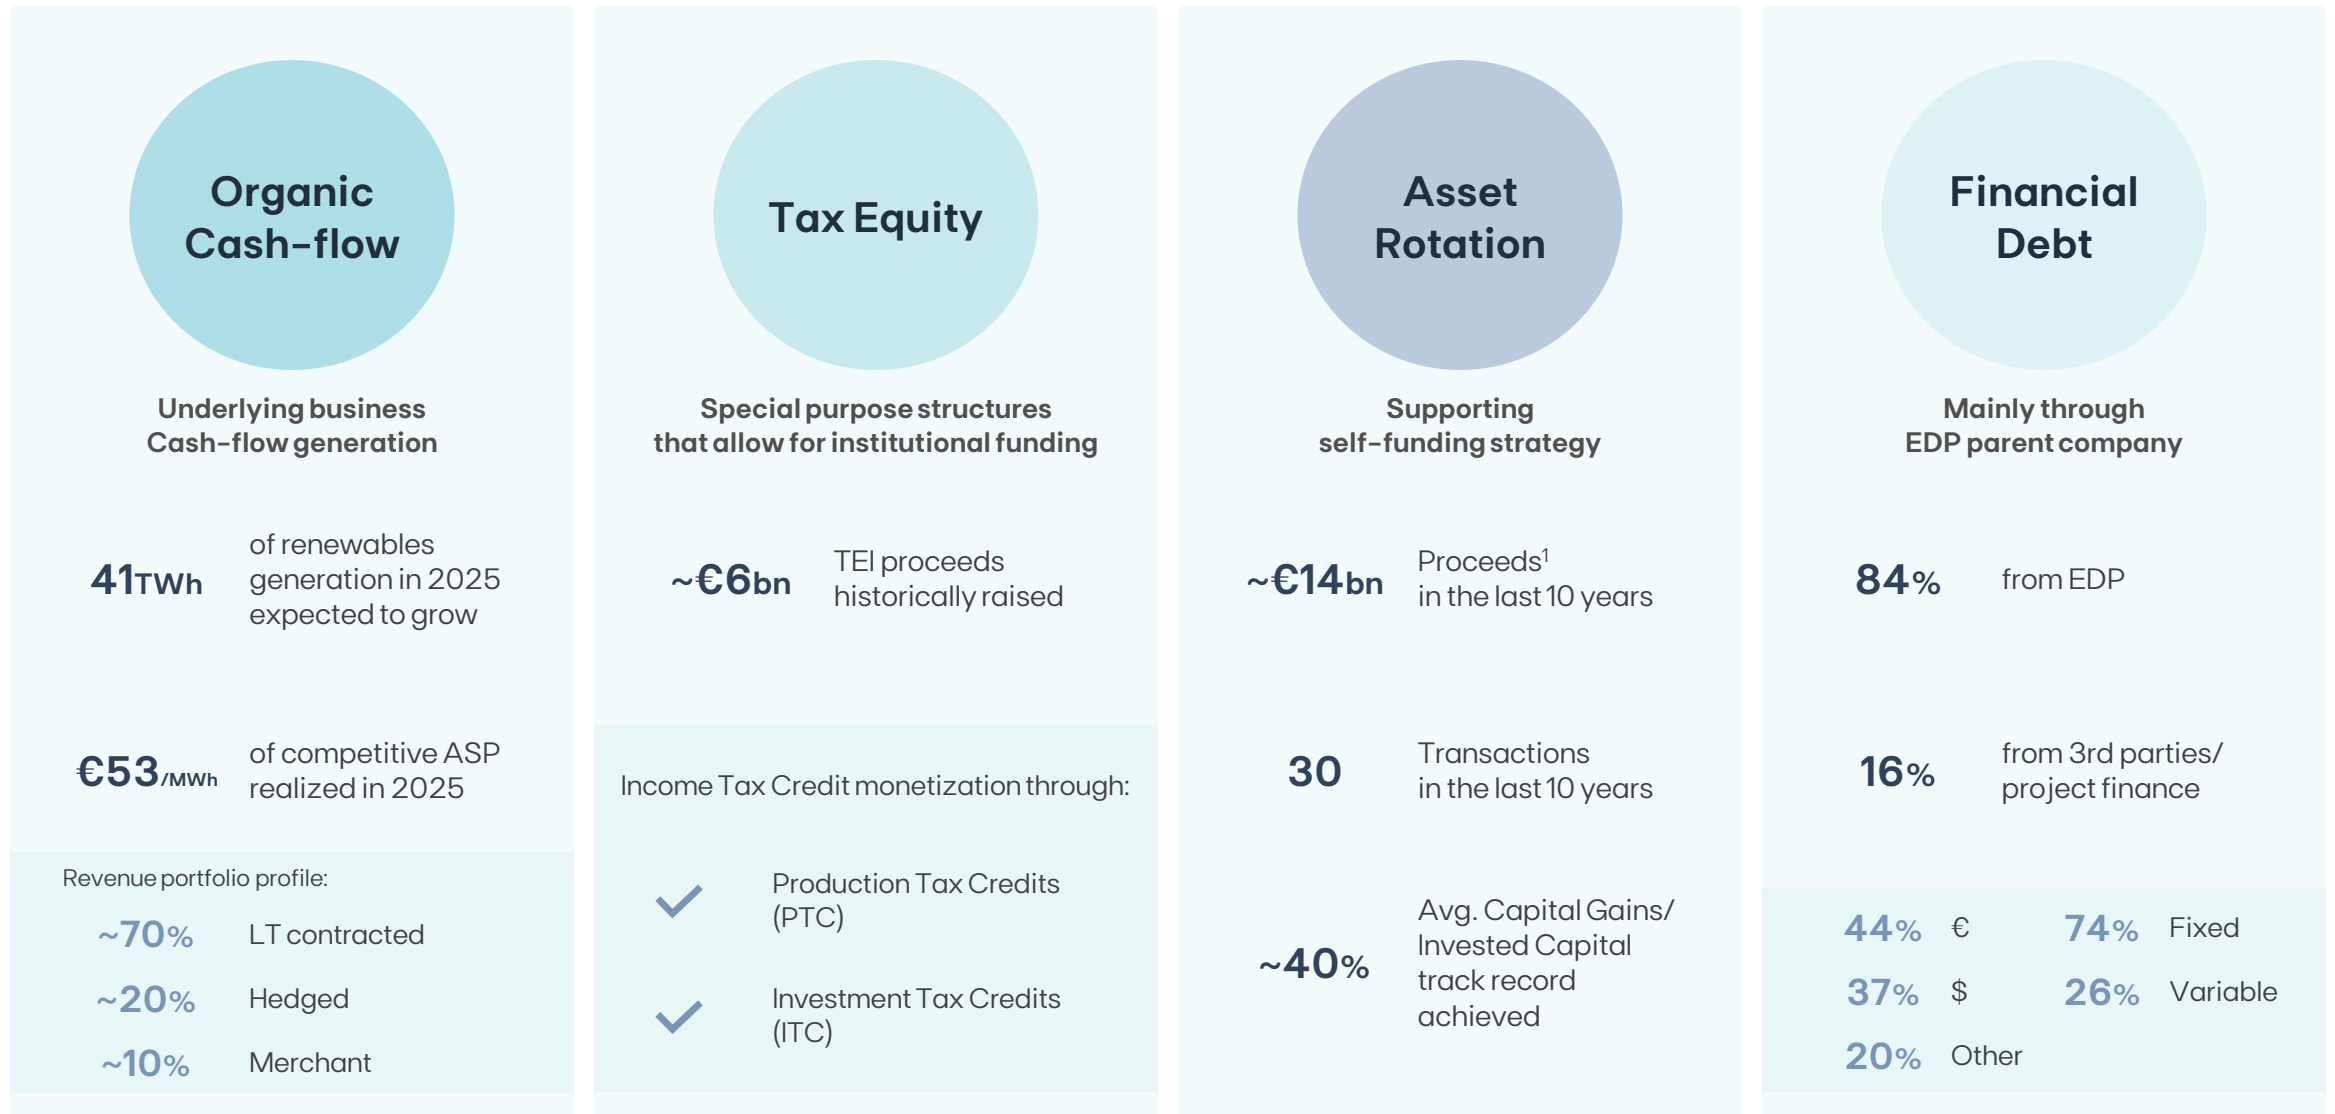 Organic
Cash-flow
Underlying business
Cash-flow generation
41TWh
of renewables
generation in 2025
expected to grow
€53/MWh
of competitive ASP
realized in 2025
Revenue portfolio profile:
~70% LT contracted
~20% Hedged
~10% Merchant
Tax Equity
Special purpose structures
that allow for institutional funding
~€6bn
TEI proceeds
historically raised
Income Tax Credit monetization through:
Production Tax Credits
(PTC)
Investment Tax Credits
(ITC)
Asset
Rotation
Supporting
self-funding strategy
~€14bn
Proceeds¹
in the last 10 years
30
Transactions
in the last 10 years
~40%
Avg. Capital Gains/
Invested Capital
track record
achieved
Financial
Debt
Mainly through
EDP parent company
84% from EDP
16%
from 3rd parties/
project finance
44% € 74% Fixed
37% $ 26% Variable
20% Other